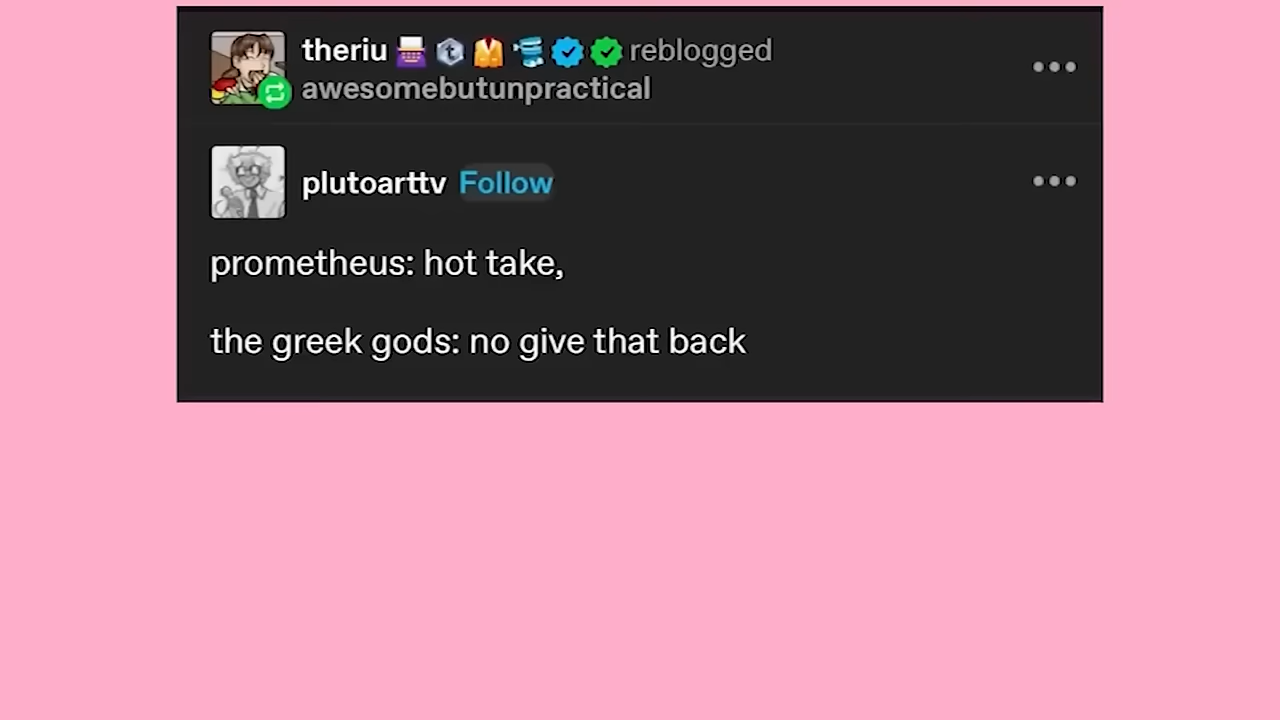 theriu reblogged
awesomebutunpractical
plutoarttv Follow
prometheus: hot take,
the greek gods: no give that back